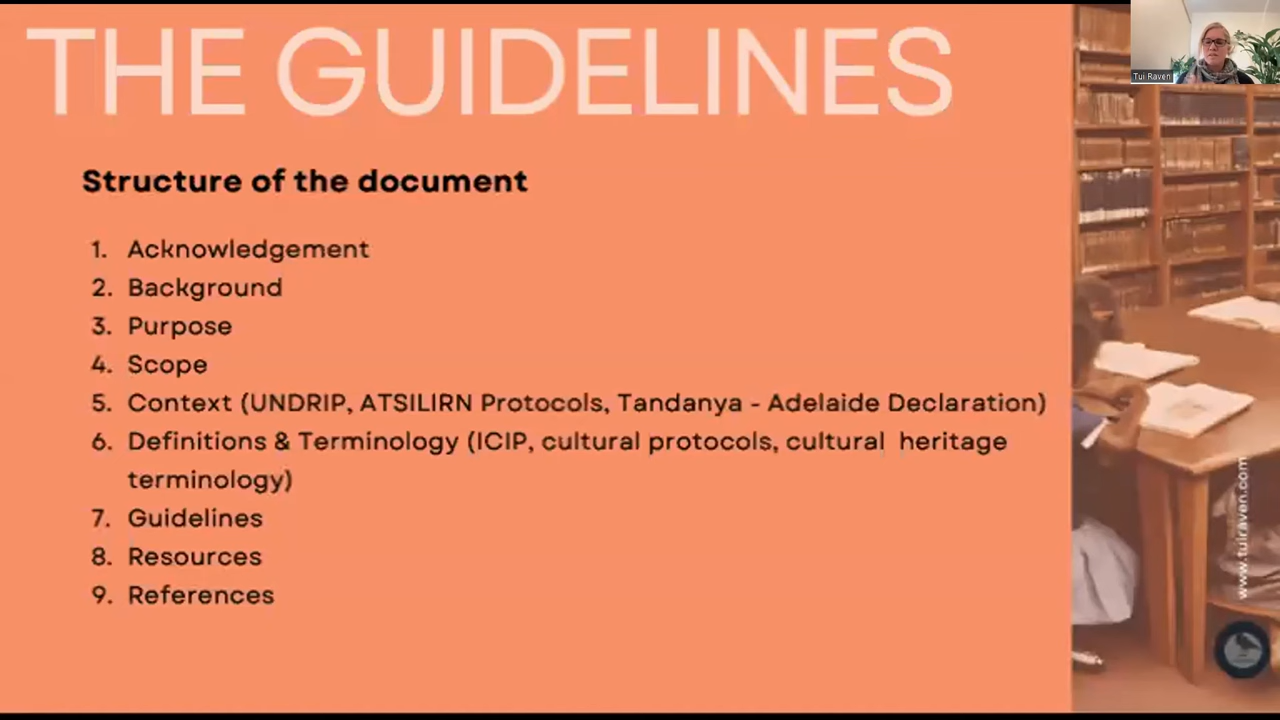 THE GUIDELINES
Tui Raven
Structure of the document
1. Acknowledgement
2. Background
3. Purpose
4. Scope
5. Context (UNDRIP, ATSILIRN Protocols, Tandanya - Adelaide Declaration)
6. Definitions & Terminology (ICIP, cultural protocols, cultural heritage
terminology)
7. Guidelines
8. Resources
9. References
www.tuiraven.com